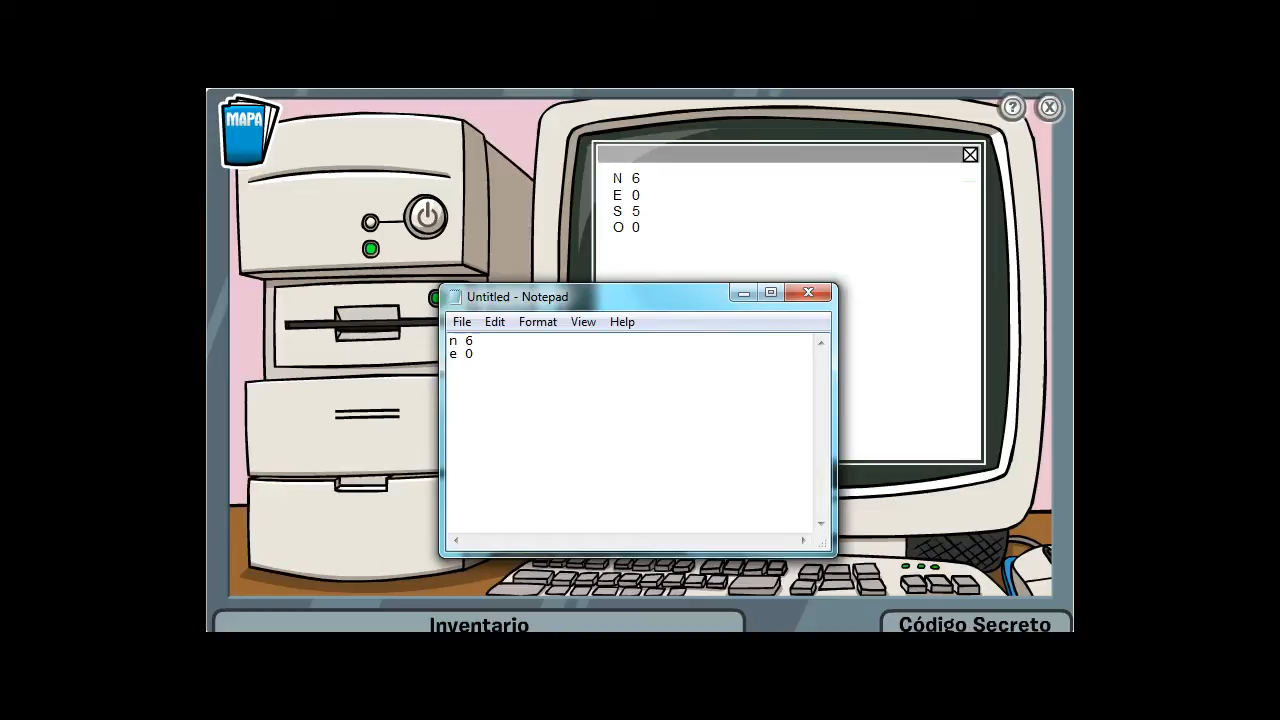 MAPA
?
X
N 6
E 0
S 5
O 0
Untitled - Notepad
File Edit Format View Help
n 6
e 0
Inventario
Código Secreto